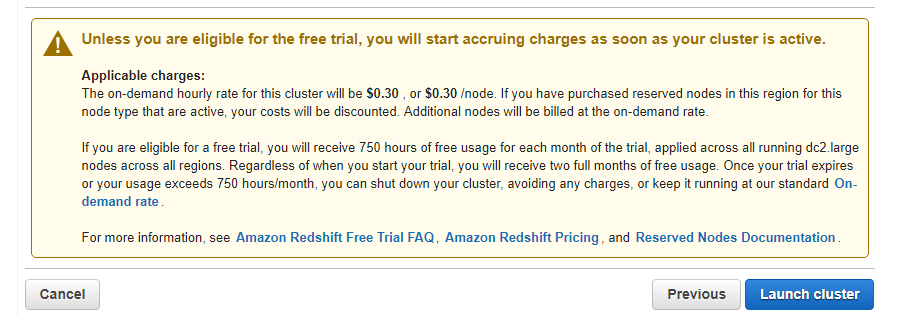 Unless you are eligible for the free trial, you will start accruing charges as soon as your cluster is active.
Applicable charges:
The on-demand hourly rate for this cluster will be $0.30 , or $0.30 /node. If you have purchased reserved nodes in this region for this
node type that are active, your costs will be discounted. Additional nodes will be billed at the on-demand rate.
If you are eligible for a free trial, you will receive 750 hours of free usage for each month of the trial, applied across all running dc2.large
nodes across all regions. Regardless of when you start your trial, you will receive two full months of free usage. Once your trial expires
or your usage exceeds 750 hours/month, you can shut down your cluster, avoiding any charges, or keep it running at our standard On-
demand rate .
For more information, see Amazon Redshift Free Trial FAQ , Amazon Redshift Pricing , and Reserved Nodes Documentation .
Cancel Previous Launch cluster